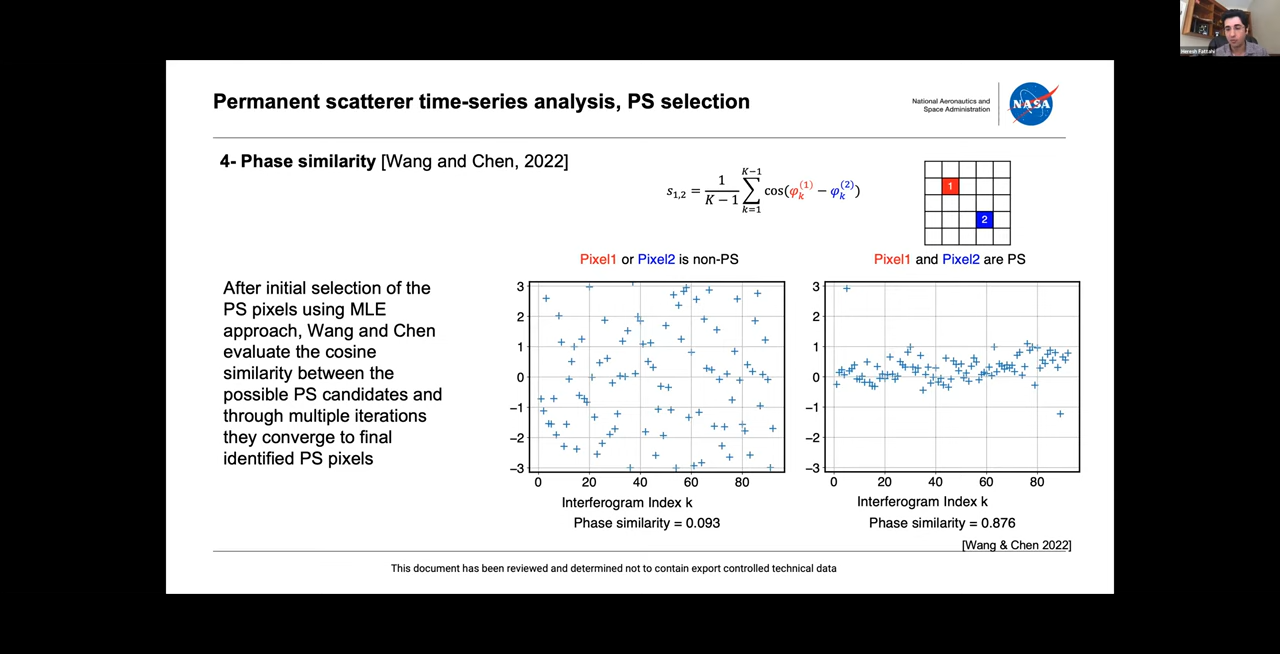 Heresh Fattahi
Permanent scatterer time-series analysis, PS selection
National Aeronautics and
Space Administration
NASA
4- Phase similarity [Wang and Chen, 2022]
s₁,₂ = 1/(K − 1) ∑_{k=1}^{K−1} cos(φ_k^{(1)} − φ_k^{(2)})
1
2
Pixel1 or Pixel2 is non-PS
Pixel1 and Pixel2 are PS
After initial selection of the
PS pixels using MLE
approach, Wang and Chen
evaluate the cosine
similarity between the
possible PS candidates and
through multiple iterations
they converge to final
identified PS pixels
3
2
1
0
−1
−2
−3
0 20 40 60 80
Interferogram Index k
Phase similarity = 0.093
3
2
1
0
−1
−2
−3
0 20 40 60 80
Interferogram Index k
Phase similarity = 0.876
[Wang & Chen 2022]
This document has been reviewed and determined not to contain export controlled technical data